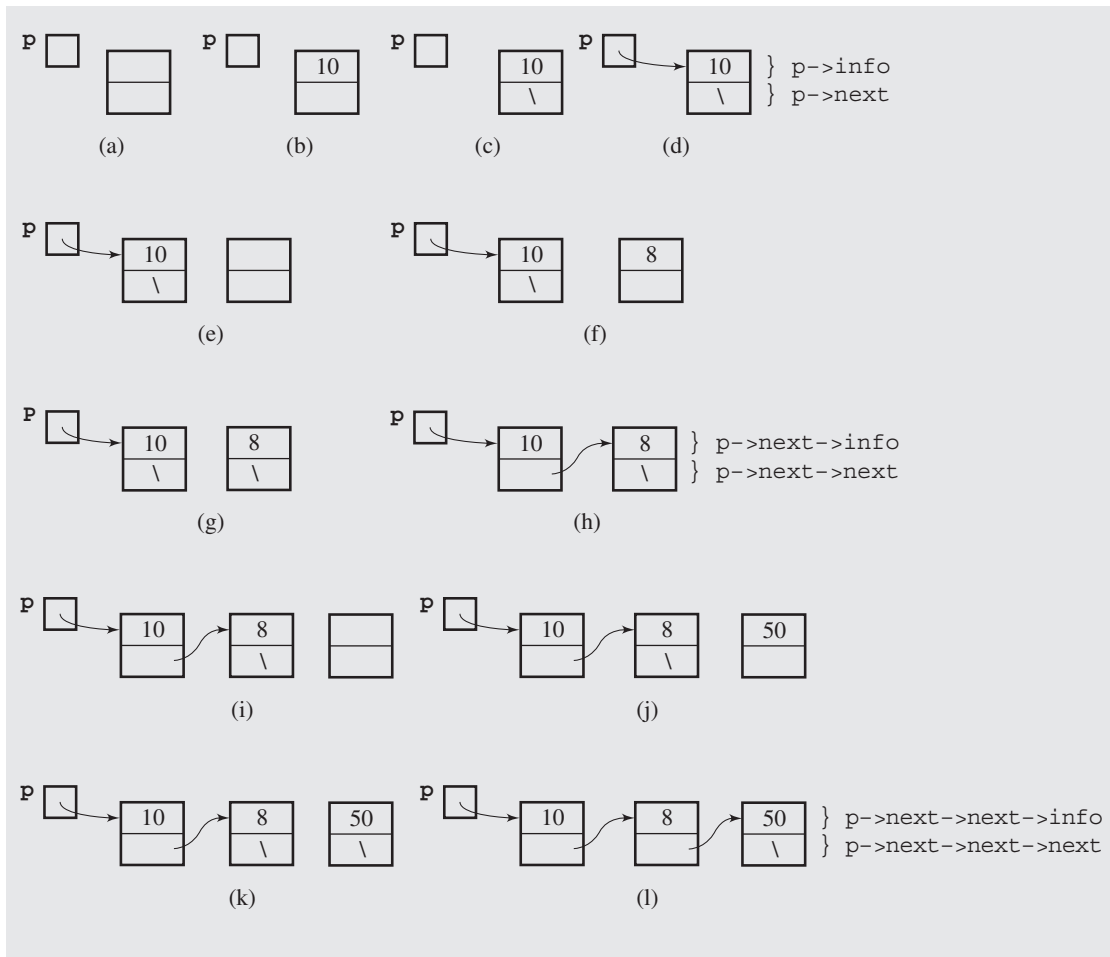 p p p p
10 10 10 } p->info
\ \ } p->next
(a) (b) (c) (d)
p p
10 10 8
\ \
(e) (f)
p p
10 8 10 8 } p->next->info
\ \ \ } p->next->next
(g) (h)
p p
10 8 10 8 50
\ \
(i) (j)
p p
10 8 50 10 8 50 } p->next->next->info
\ \ \ } p->next->next->next
(k) (l)